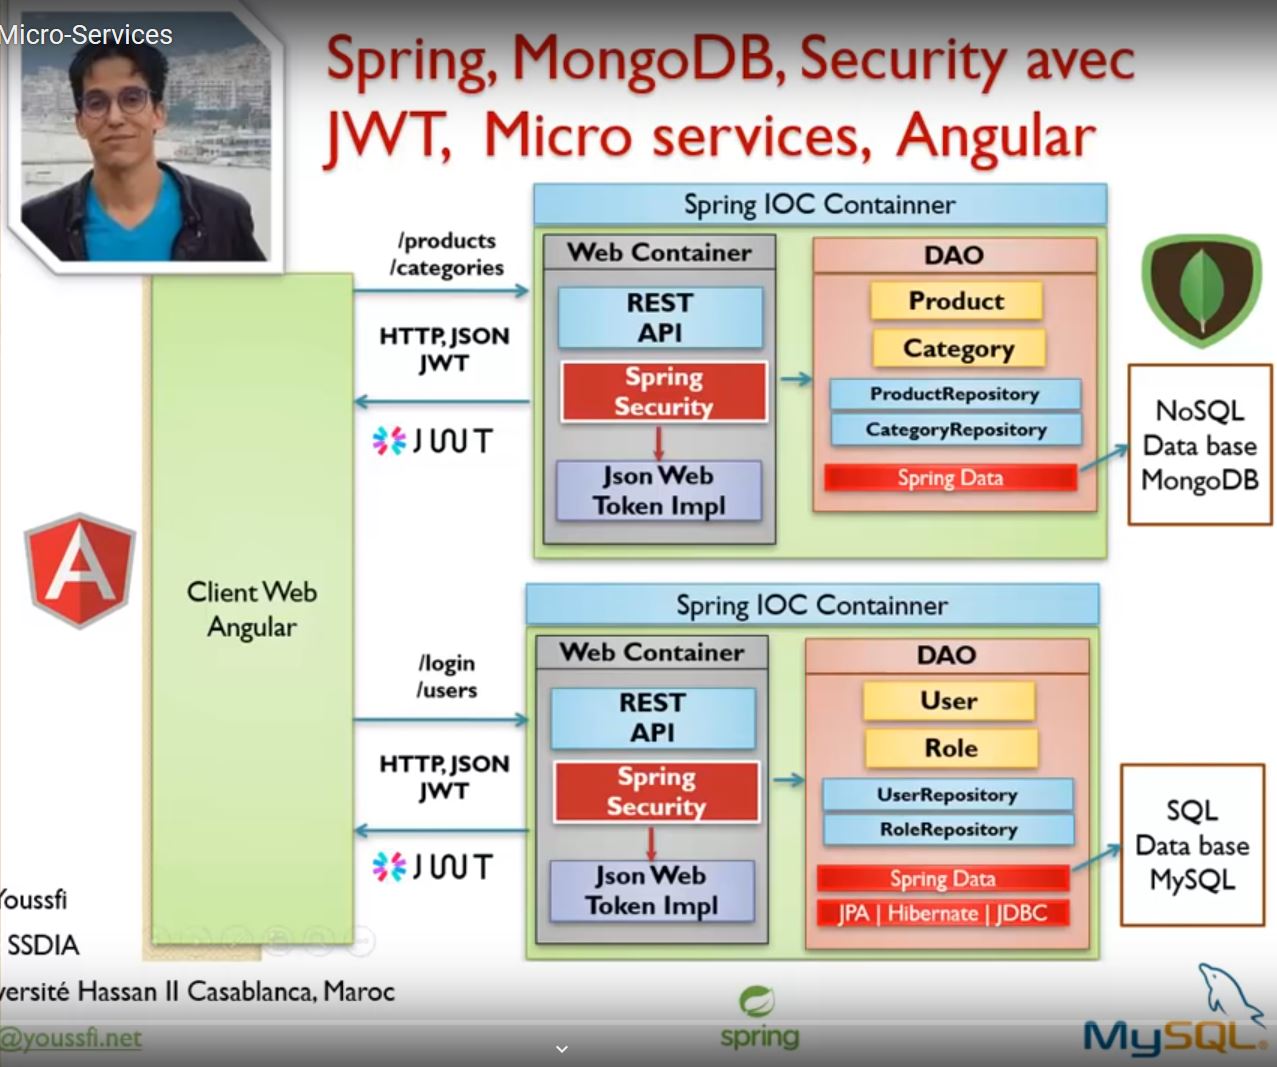 Micro-Services
Spring, MongoDB, Security avec
JWT, Micro services, Angular
Spring IOC Containner
/products
/categories
HTTP, JSON
JWT
JWT
Web Container
REST
API
Spring
Security
Json Web
Token Impl
DAO
Product
Category
ProductRepository
CategoryRepository
Spring Data
NoSQL
Data base
MongoDB
Client Web
Angular
Spring IOC Containner
/login
/users
HTTP, JSON
JWT
JWT
Web Container
REST
API
Spring
Security
Json Web
Token Impl
DAO
User
Role
UserRepository
RoleRepository
Spring Data
JPA | Hibernate | JDBC
SQL
Data base
MySQL
Youssfi
SSDIA
versité Hassan II Casablanca, Maroc
@youssfi.net
spring
MySQL